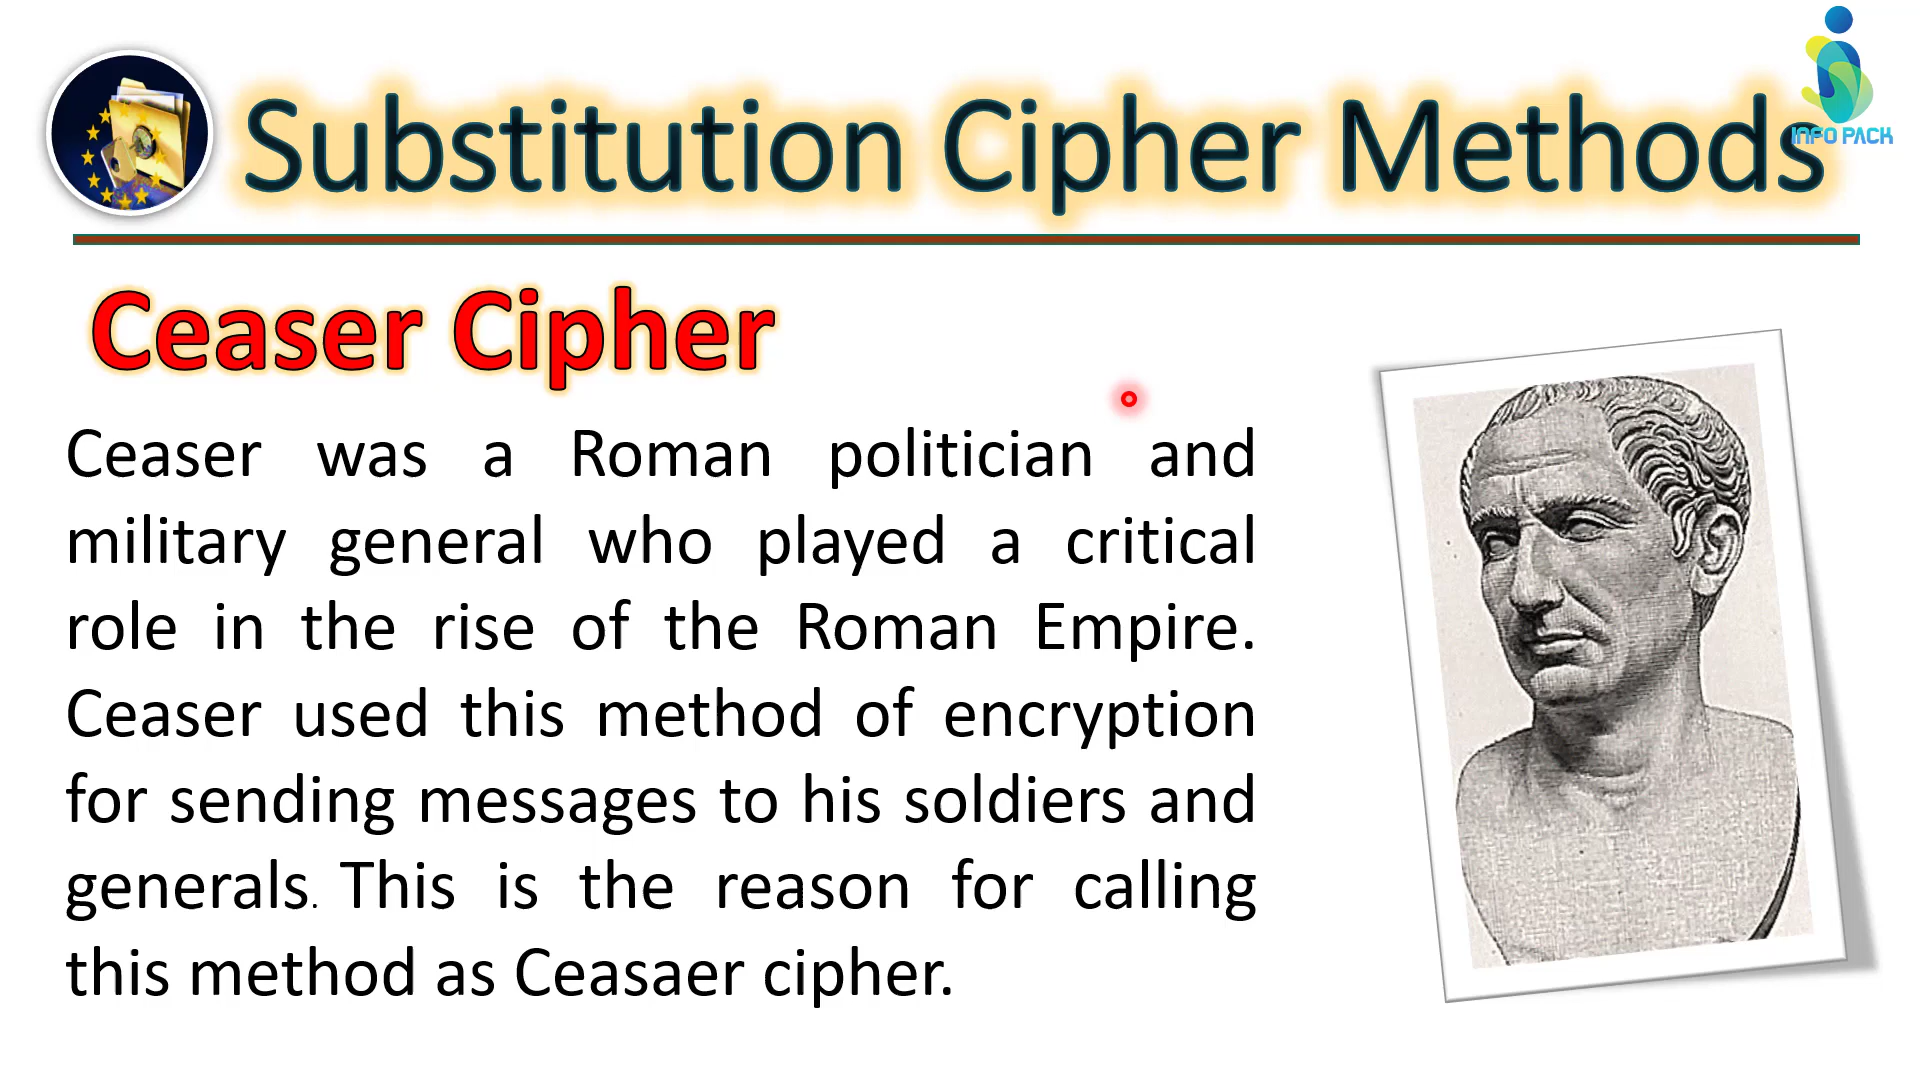 Substitution Cipher Methods
INFO PACK
Ceaser Cipher
Ceaser was a Roman politician and
military general who played a critical
role in the rise of the Roman Empire.
Ceaser used this method of encryption
for sending messages to his soldiers and
generals. This is the reason for calling
this method as Ceasaer cipher.